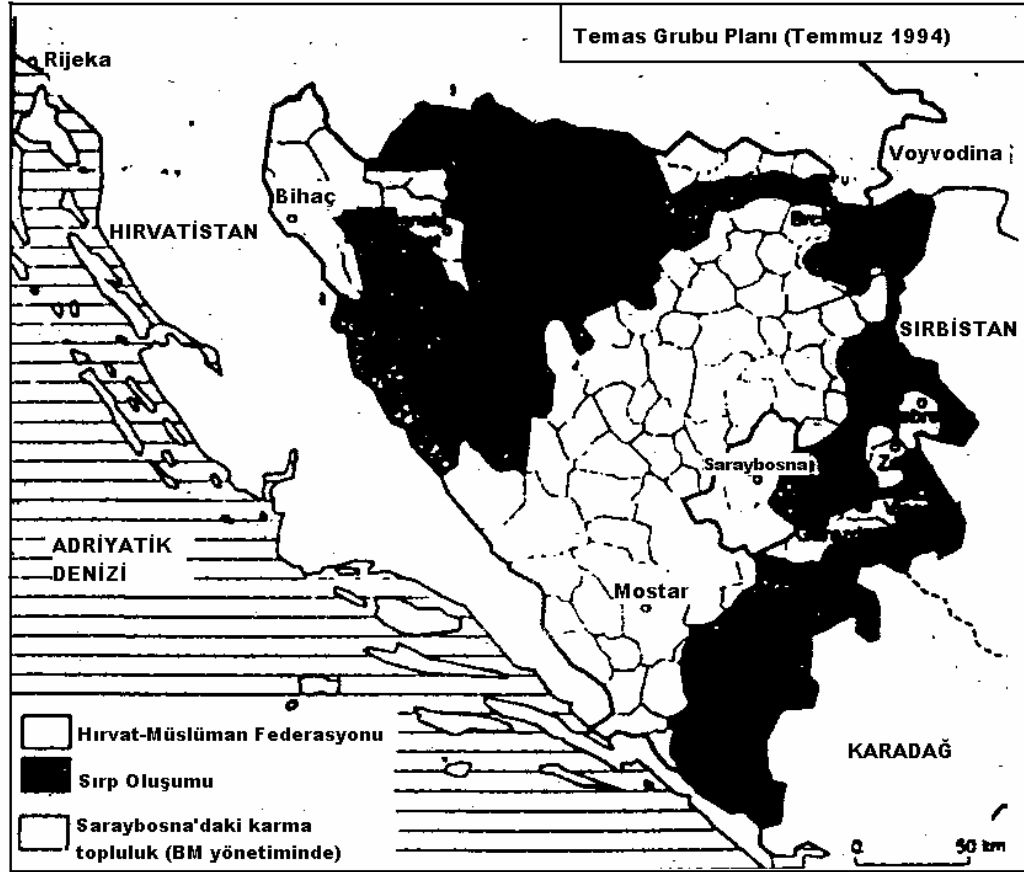 Temas Grubu Planı (Temmuz 1994)
Rijeka
Voyvodina
Bihaç
HIRVATİSTAN
SIRBİSTAN
Saraybosna
ADRİYATİK
DENİZİ
Mostar
KARADAĞ
Hırvat-Müslüman Federasyonu
Sırp Oluşumu
Saraybosna'daki karma
topluluk (BM yönetiminde)
0 50 km